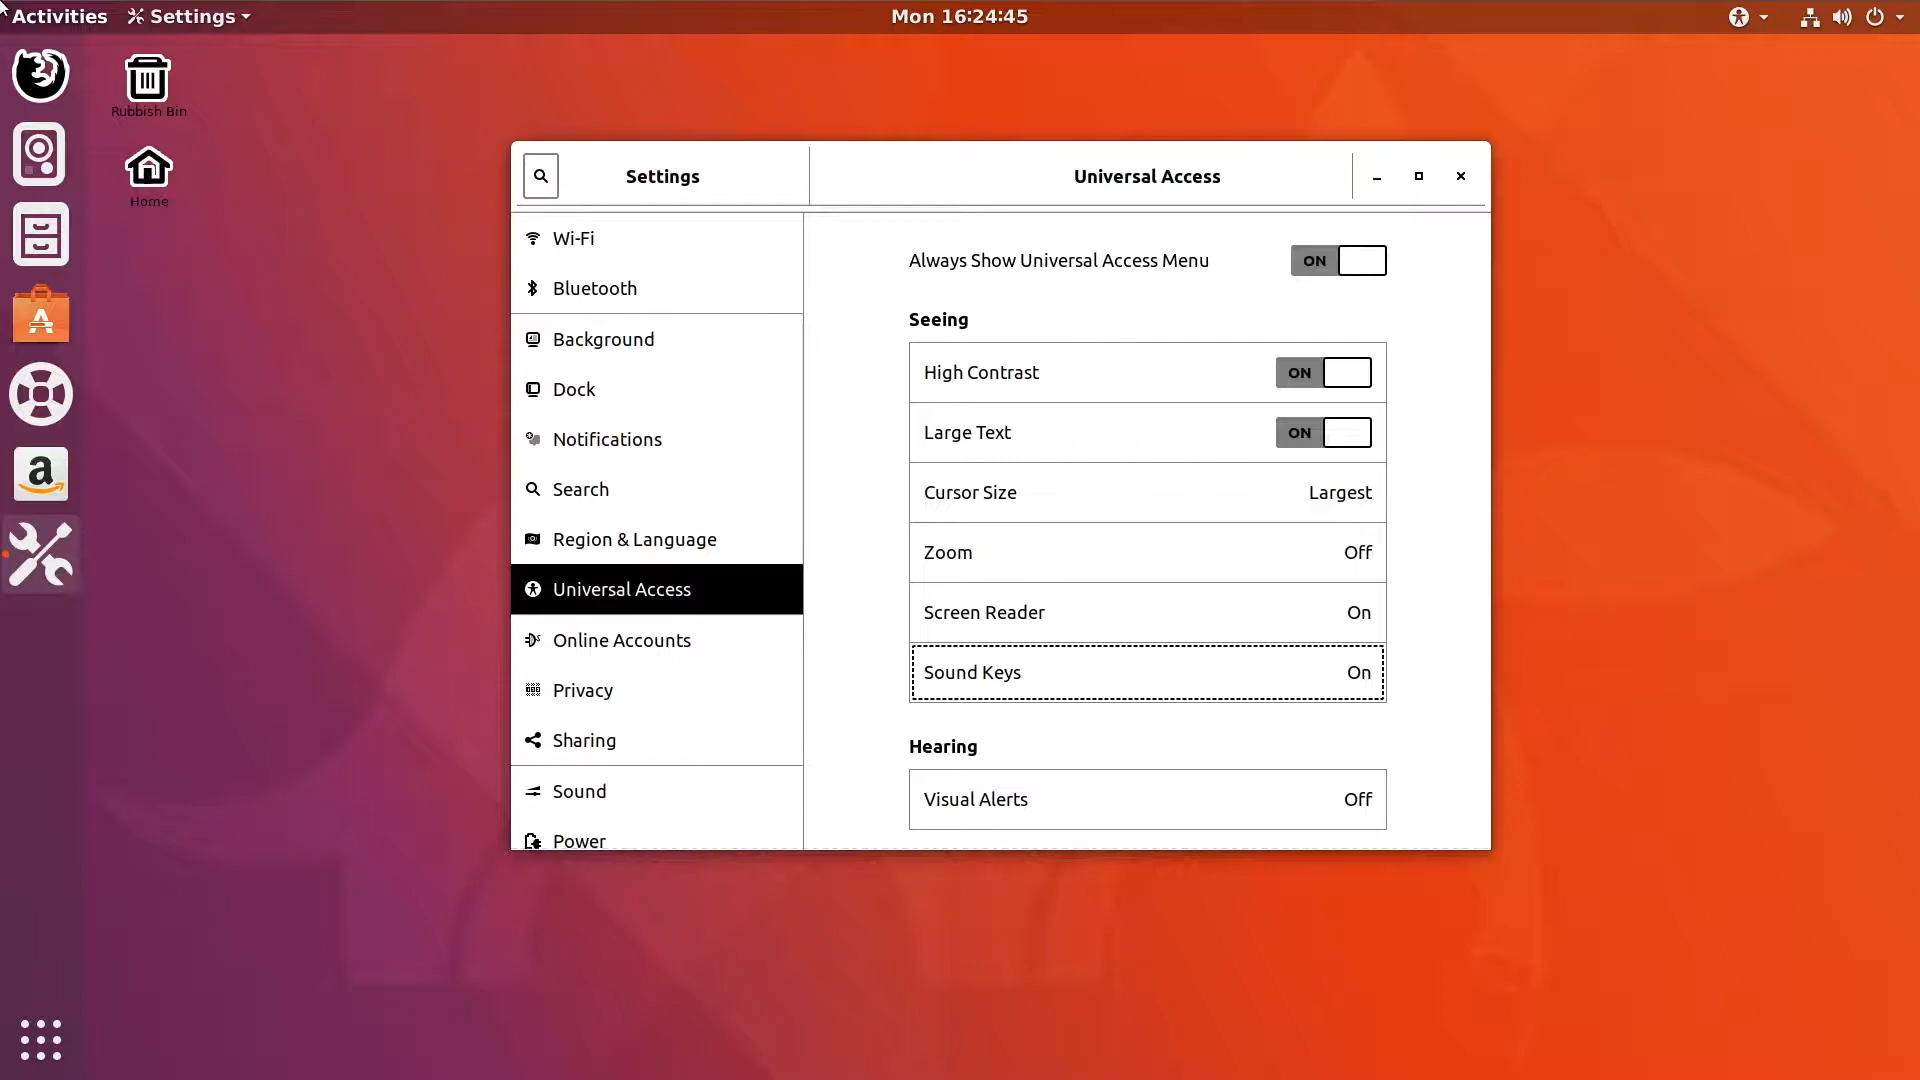 Activities Settings Mon 16:24:45
Rubbish Bin
Home
Settings Universal Access
Wi-Fi
Bluetooth
Background
Dock
Notifications
Search
Region & Language
Universal Access
Online Accounts
Privacy
Sharing
Sound
Power
Always Show Universal Access Menu ON
Seeing
High Contrast ON
Large Text ON
Cursor Size Largest
Zoom Off
Screen Reader On
Sound Keys On
Hearing
Visual Alerts Off